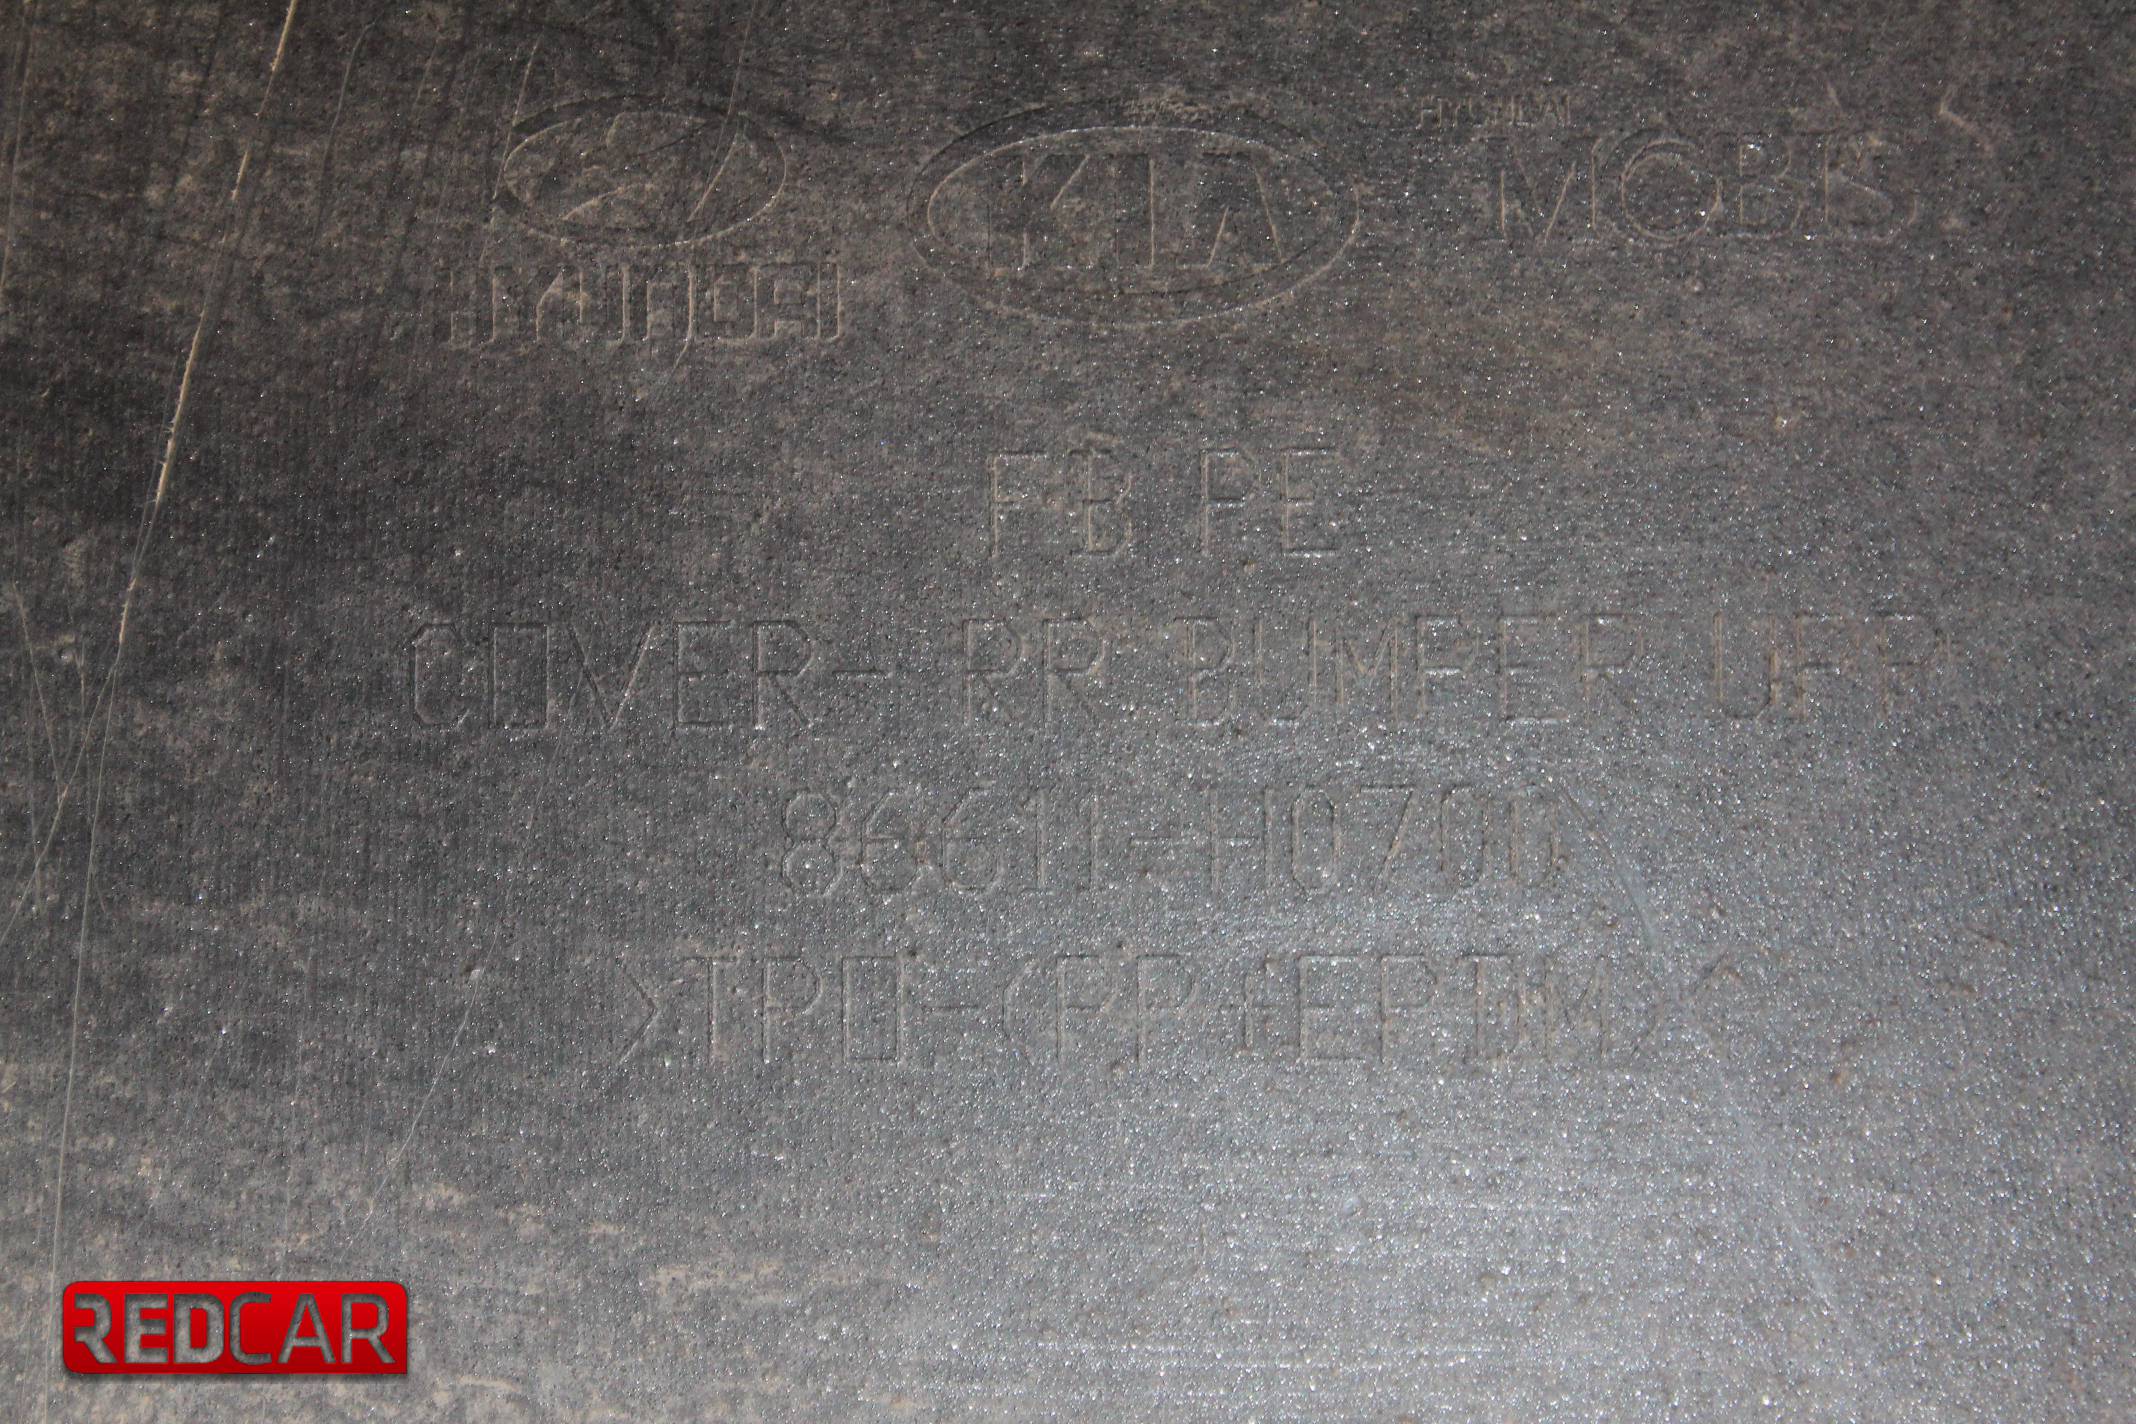 HYUNDAI
KIA
HYUNDAI
MOBIS
FB PE
COVER- RR BUMPER UPR
86611-H0700
>TPO-(PP+EPDM)<
REDCAR